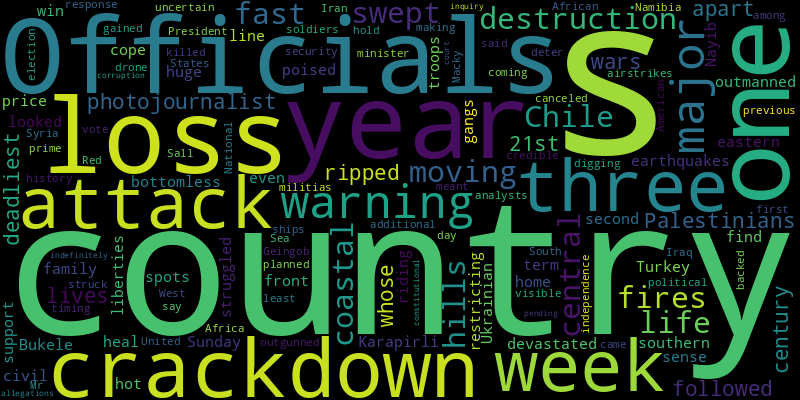 win response uncertain Iran gained President soldiers hold African Namibia
Officials fast swept destruction apart
election cope line making among
drone killed States security poised minister troops said deter wars major Nayib one
price huge Macky court coming airstrikes outmanned
photojournalist canceled American previous
looked loss year s Chile
Syria vote National gangs credible 21st eastern
prime Red Sall digging earthquakes first
deadliest history bottomless even ripped moving three
attack militias meant analysts
warning additional second Palestinians
indefinitely ships Sea day South find
country
family liberties spots struggled Geingob planned coastal whose riding constitutional hills restricting Ukrainian term home central independence Turkey Iraq political backed
struck West front visible fires
lives say least century
timing Africa outgunned life
support Bukele heal United Sunday Karapirli devastated came southern
pending sense
civil Mr hot crackdown week inquiry followed
allegations corruption